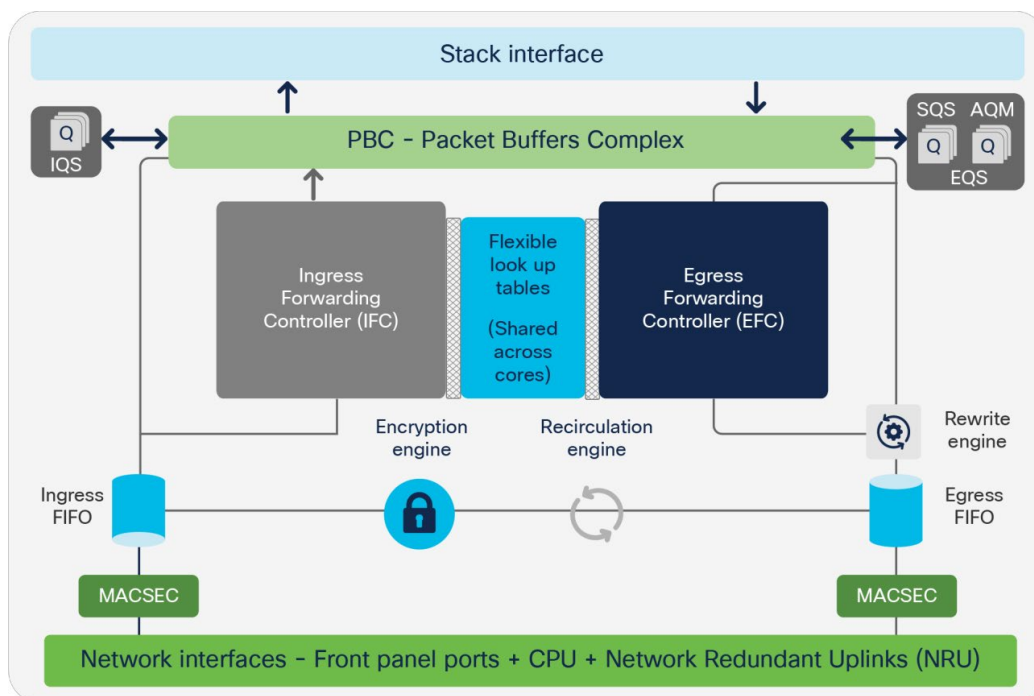 Stack interface
Q
IQS
PBC - Packet Buffers Complex
SQS AQM
Q Q
EQS
Ingress
Forwarding
Controller (IFC)
Flexible
look up
tables
(Shared
across
cores)
Egress
Forwarding
Controller (EFC)
Encryption
engine
Recirculation
engine
Rewrite
engine
Ingress
FIFO
Egress
FIFO
MACSEC
MACSEC
Network interfaces - Front panel ports + CPU + Network Redundant Uplinks (NRU)